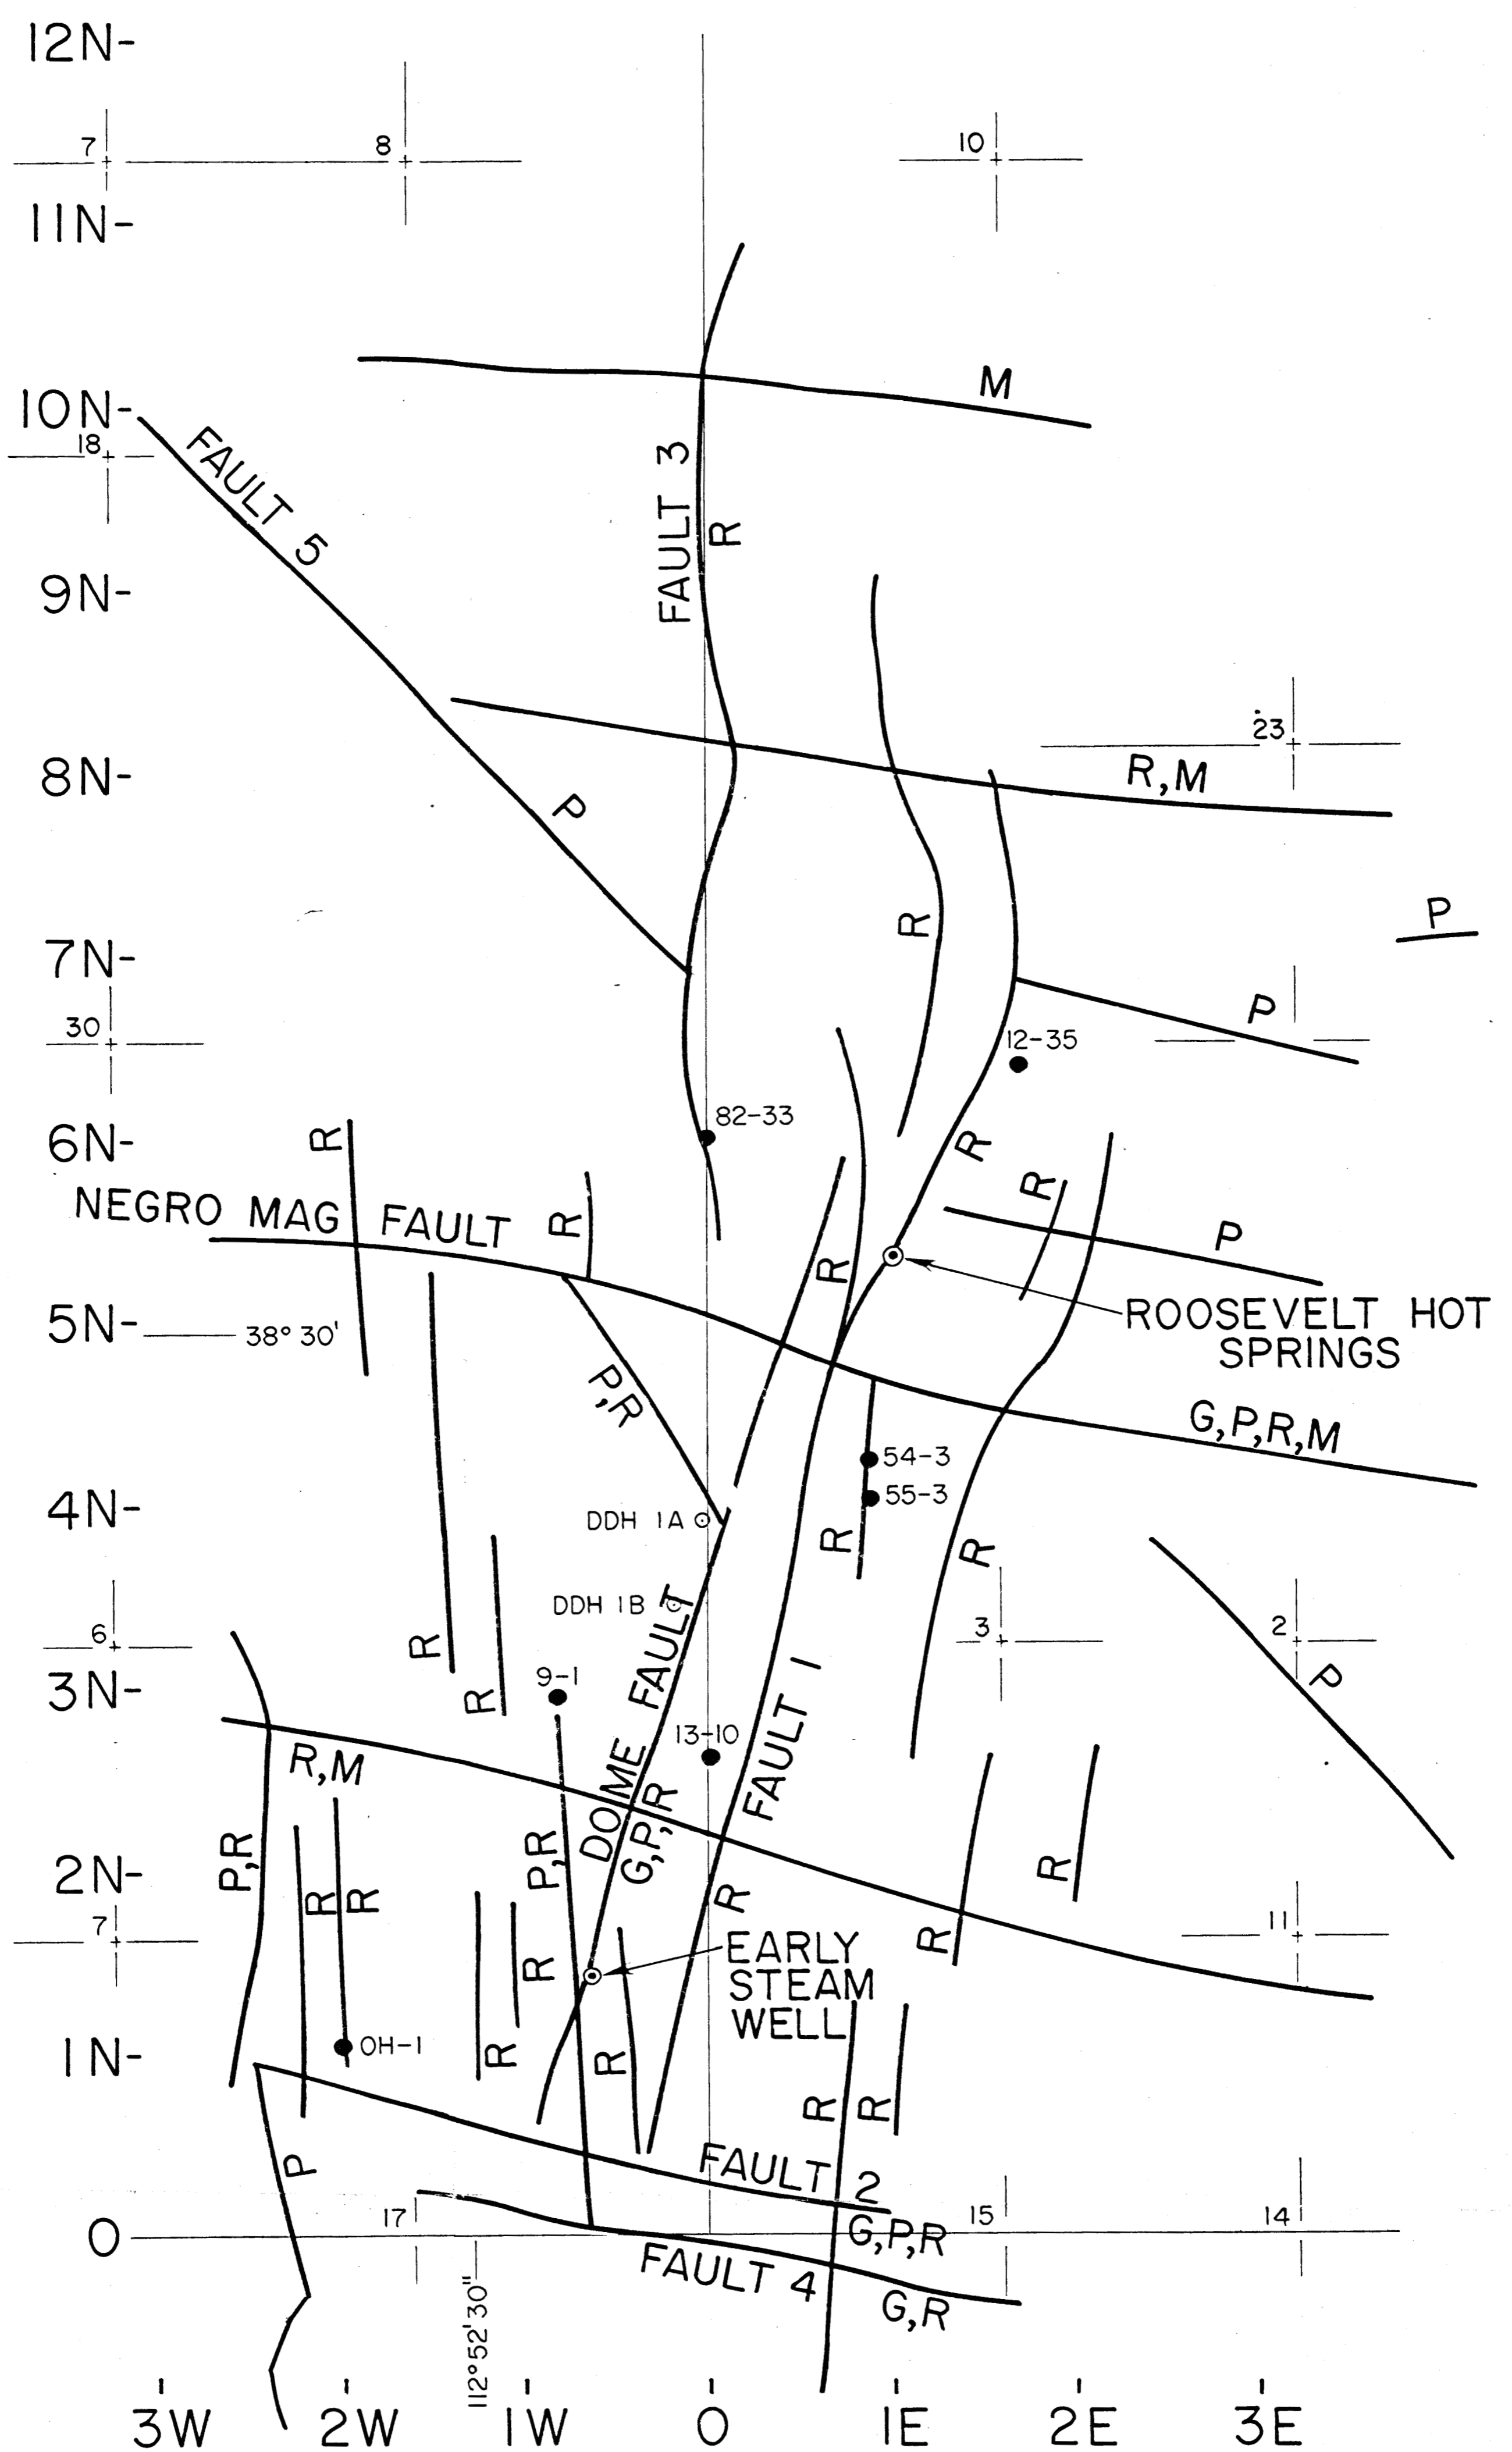 12N-
7
8
10
11N-
M
10N-
18
FAULT 5
FAULT 3
R
9N-
23
8N-
R,M
P
R
P
7N-
P
30
12-35
82-33
6N-
R
R
R
NEGRO MAG FAULT
R
P
R
5N-
38°30'
ROOSEVELT HOT
SPRINGS
P,R
G,P,R,M
54-3
55-3
4N-
DDH 1A
R
R
DDH 1B
6
3
2
R
3N-
9-1
R
P
DOME FAULT
13-10
FAULT 1
R,M
G,P,R
P,R
P,R
2N-
R
R
R
R
R
7
11
R
EARLY
STEAM
WELL
1N-
OH-1
R
R
R
R
P
FAULT 2
17
15
14
0
G,P,R
FAULT 4
G,R
112°52'30"
3W
2W
1W
0
1E
2E
3E